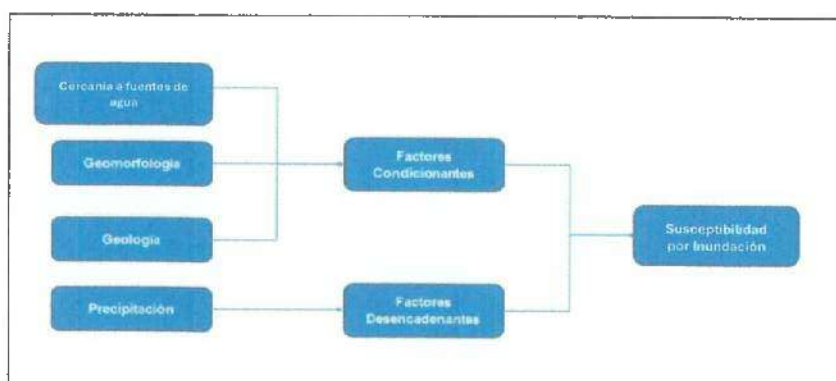 Cercanía a fuentes de
agua
Geomorfología
Geología
Precipitación
Factores
Condicionantes
Factores
Desencadenantes
Susceptibilidad
por Inundación